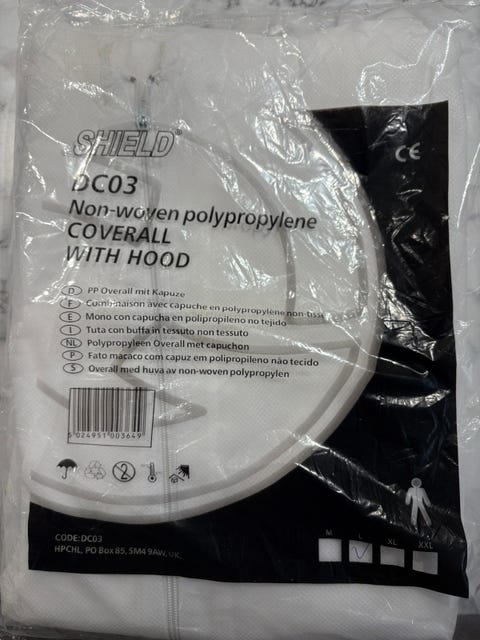 SHIELD®
CE
DC03
Non-woven polypropylene
COVERALL
WITH HOOD
D PP Overall mit Kapuze
F Combinaison avec capuche en polypropylène non-tiss
E Mono con capucha en polipropileno no tejido
I Tuta con buffa in tessuto non tessuto
NL Polypropyleen Overall met capuchon
P Fato macaco com capuz em polipropileno não tecido
S Overall med huva av non-woven polypropylen
5 024951 003649
2
CODE: DC03
HPCHL, PO Box 85, SM4 9AW, UK.
M L XL XXL